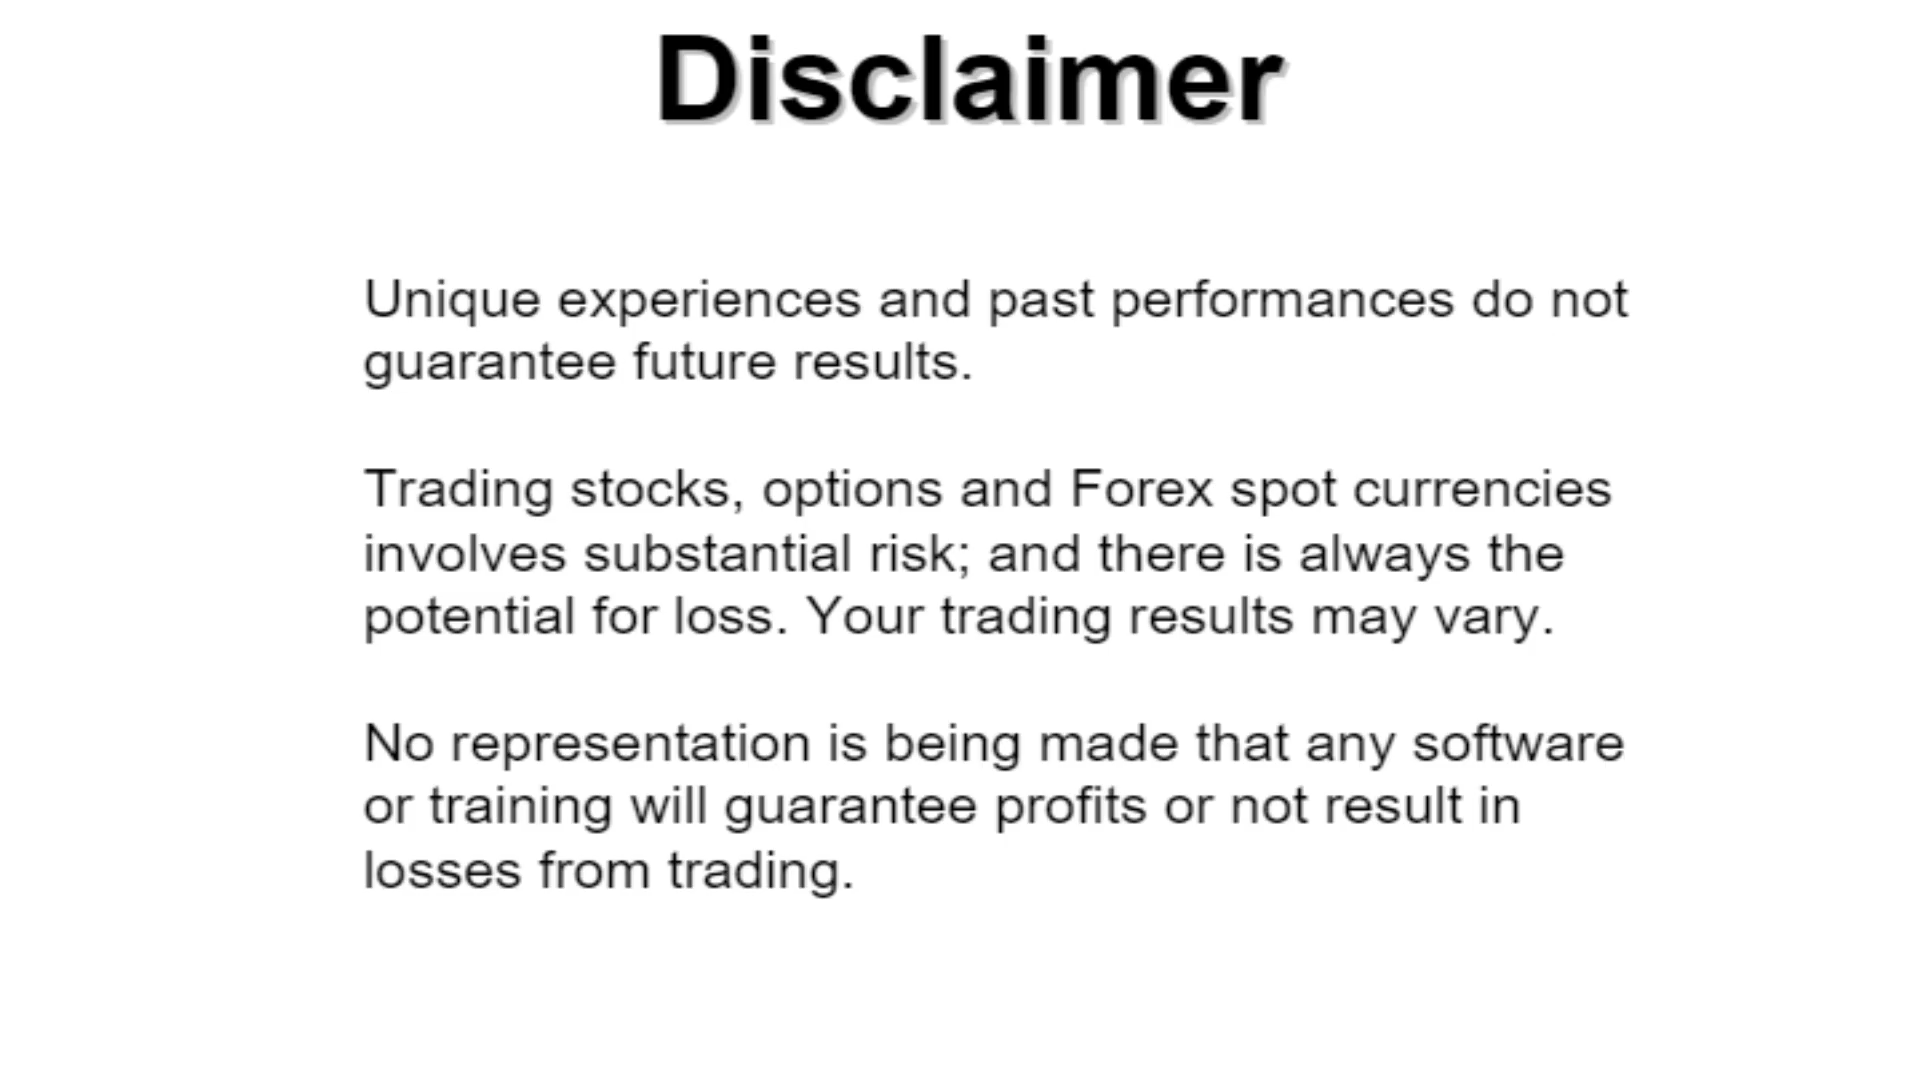 Disclaimer
Unique experiences and past performances do not
guarantee future results.
Trading stocks, options and Forex spot currencies
involves substantial risk; and there is always the
potential for loss. Your trading results may vary.
No representation is being made that any software
or training will guarantee profits or not result in
losses from trading.